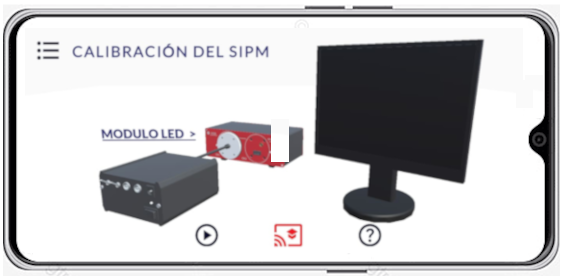 CALIBRACIÓN DEL SIPM
MODULO LED >
?